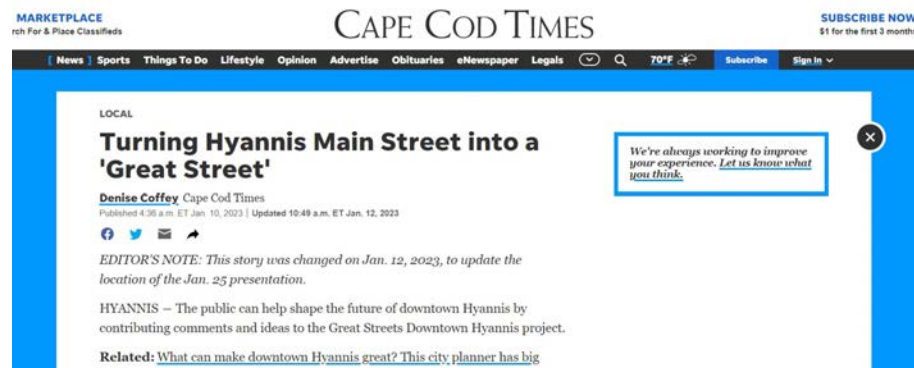 MARKETPLACE
rch For & Place Classifieds
CAPE COD TIMES
SUBSCRIBE NOW
$1 for the first 3 months
[ News ] Sports Things To Do Lifestyle Opinion Advertise Obituaries eNewspaper Legals 70°F Subscribe Sign In
LOCAL
Turning Hyannis Main Street into a
'Great Street'
Denise Coffey Cape Cod Times
Published 4:36 a.m. ET Jan. 10, 2023 | Updated 10:49 a.m. ET Jan. 12, 2023
We're always working to improve
your experience. Let us know what
you think.
EDITOR'S NOTE: This story was changed on Jan. 12, 2023, to update the
location of the Jan. 25 presentation.
HYANNIS — The public can help shape the future of downtown Hyannis by
contributing comments and ideas to the Great Streets Downtown Hyannis project.
Related: What can make downtown Hyannis great? This city planner has big